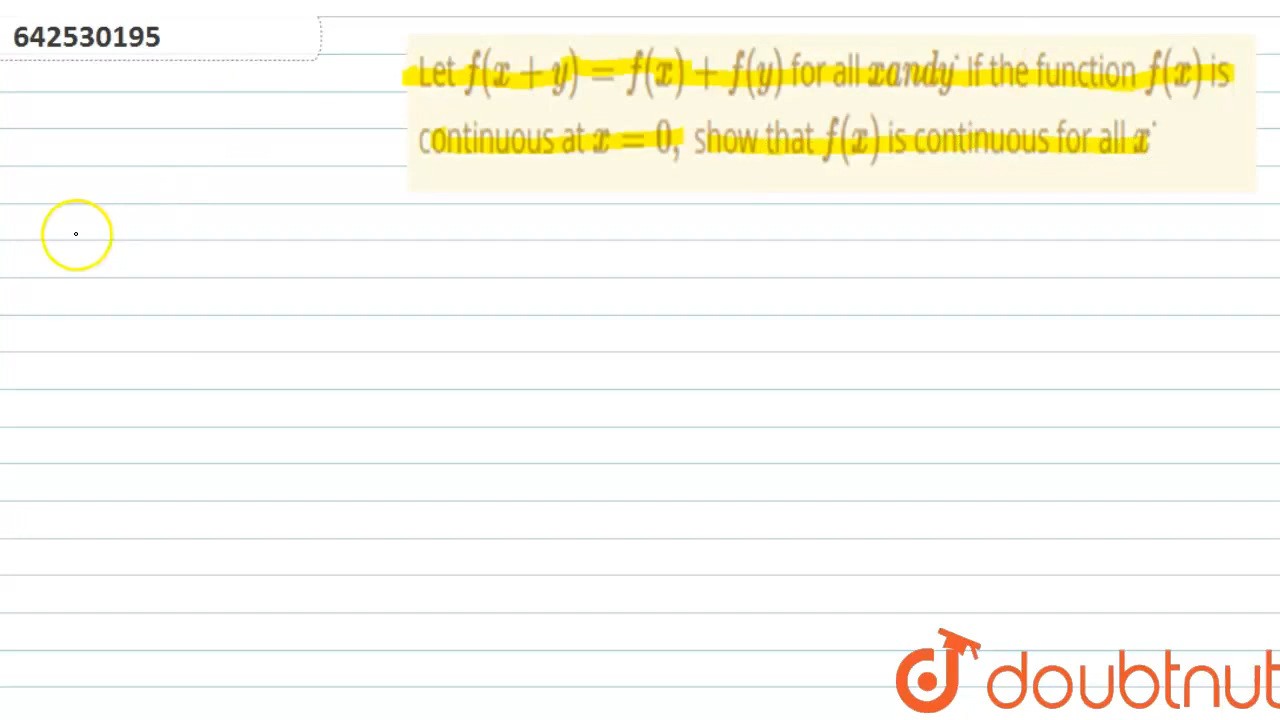 642530195
Let f(x + y) = f(x) + f(y) for all xandy˙ If the function f(x) is
continuous at x = 0, show that f(x) is continuous for all x˙
doubtnut